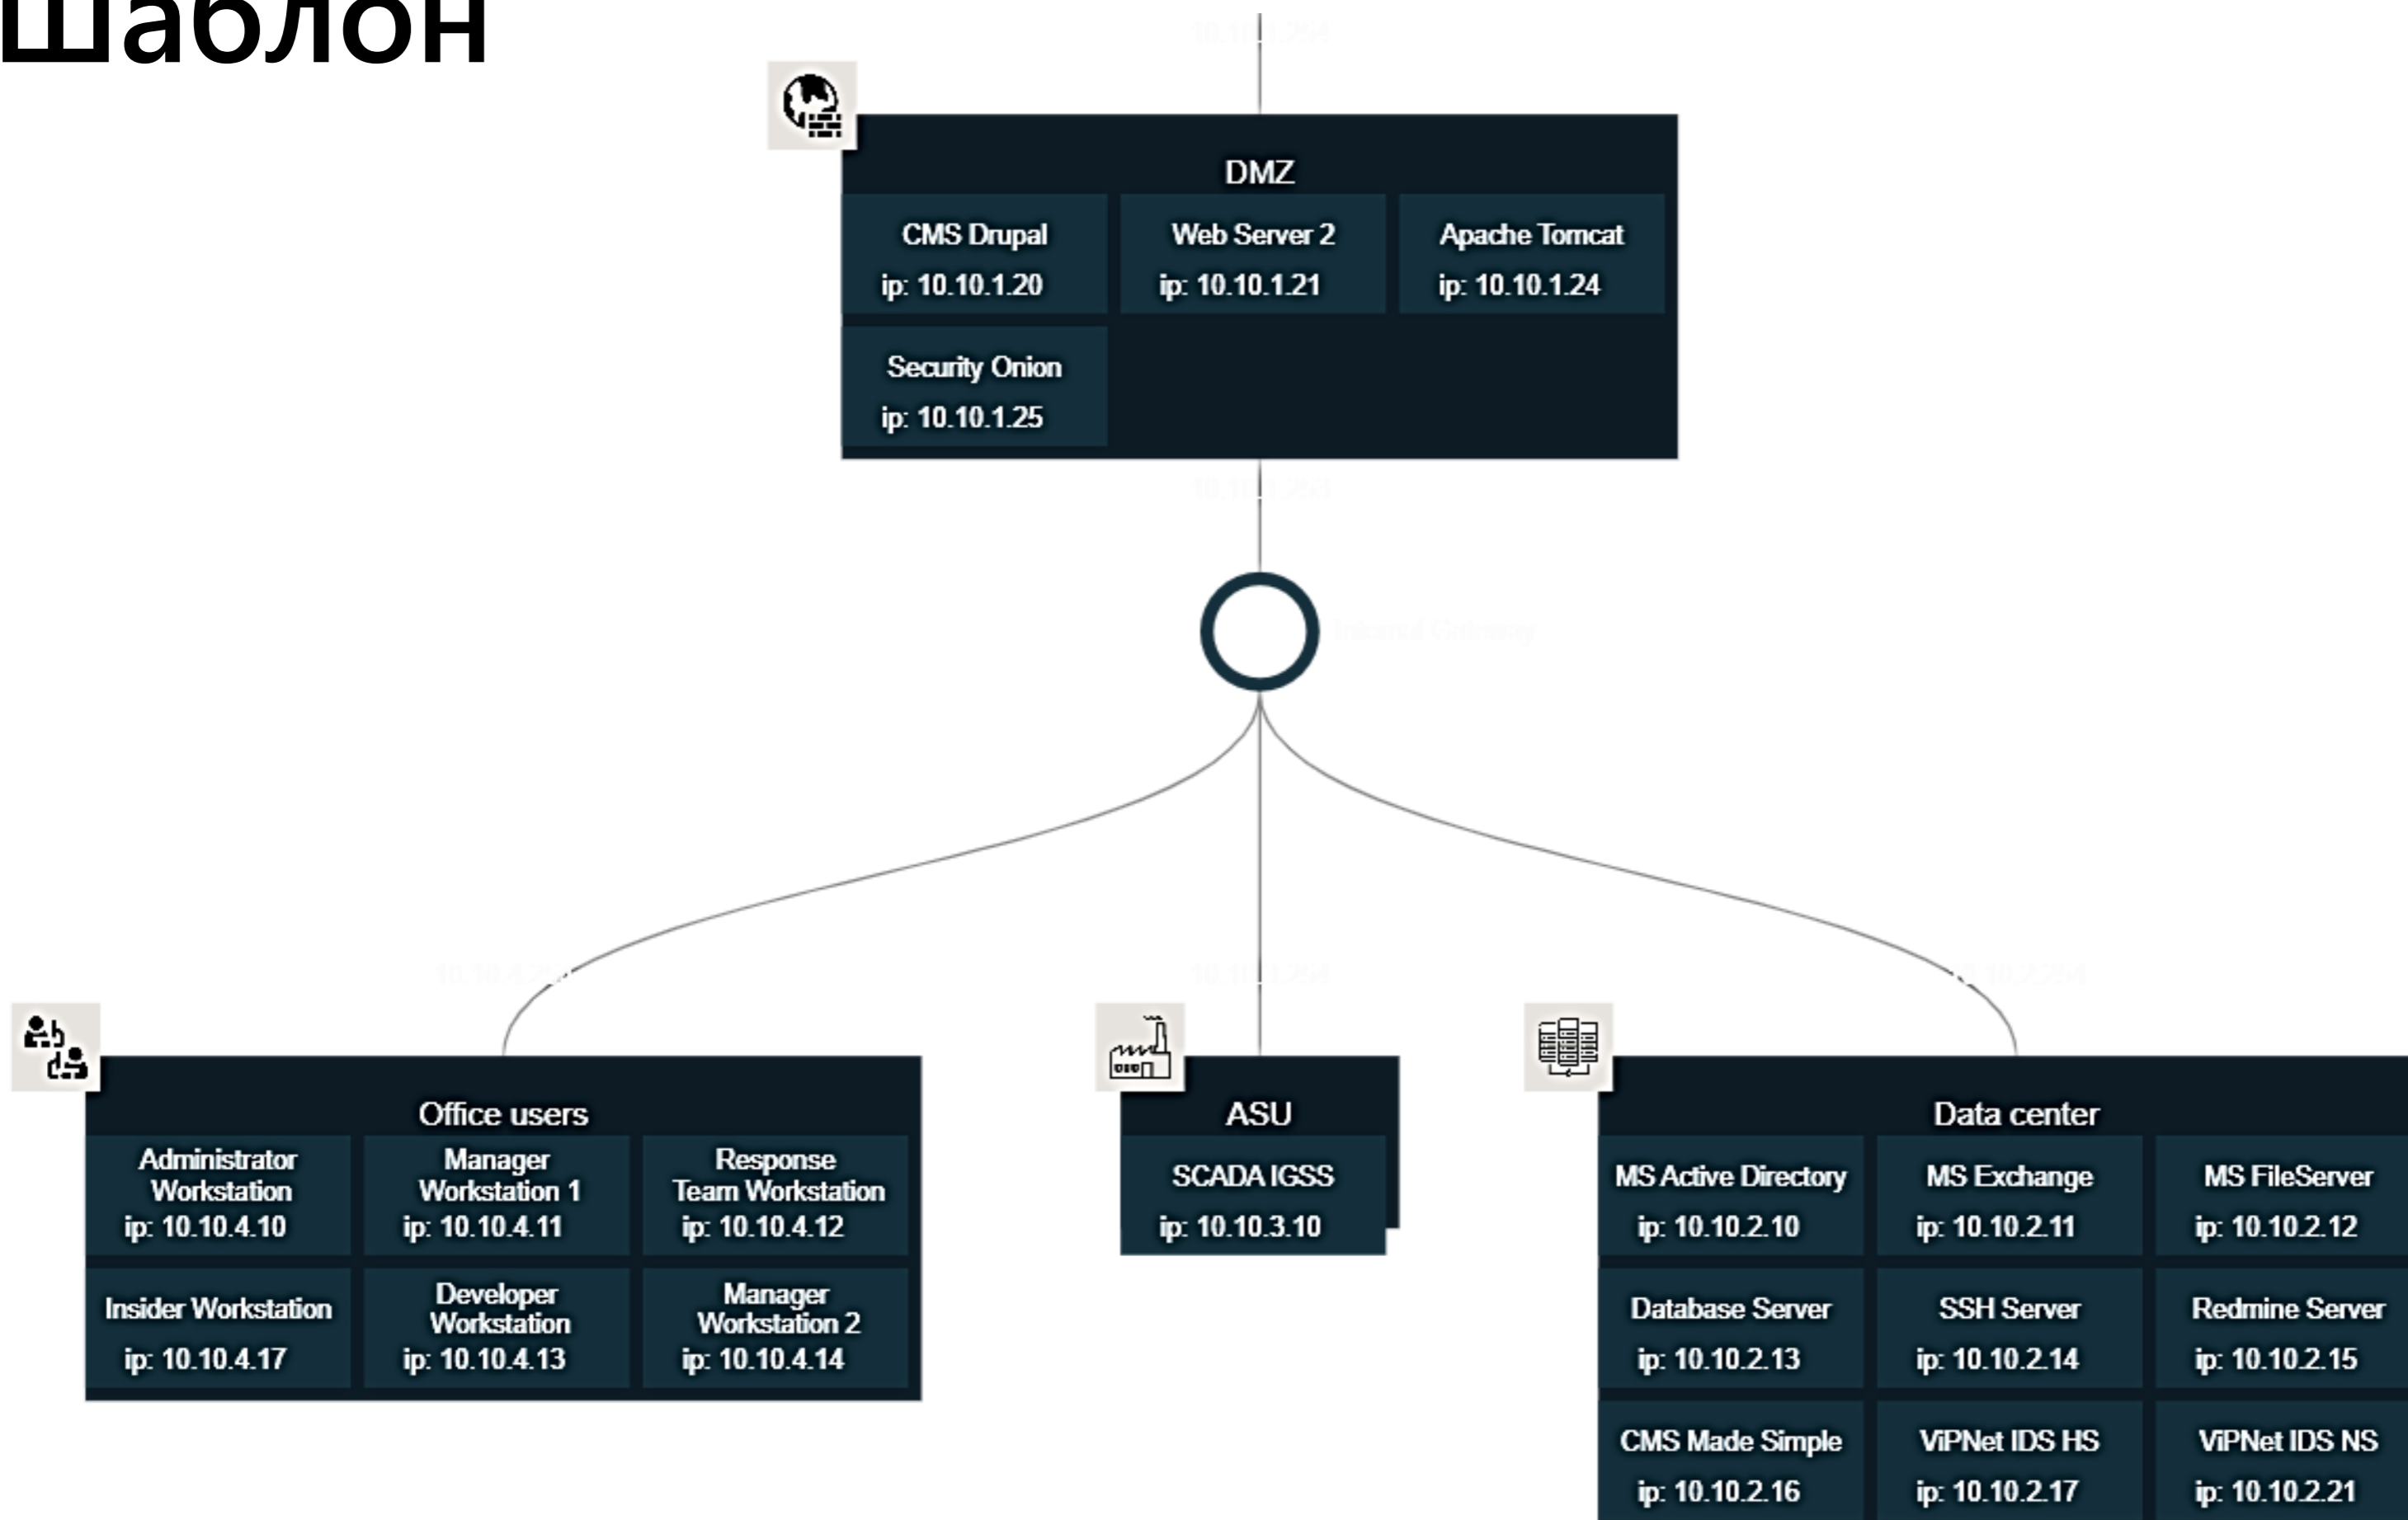 Шаблон
DMZ
CMS Drupal
ip: 10.10.1.20
Web Server 2
ip: 10.10.1.21
Apache Tomcat
ip: 10.10.1.24
Security Onion
ip: 10.10.1.25
Office users
Administrator
Workstation
ip: 10.10.4.10
Manager
Workstation 1
ip: 10.10.4.11
Response
Team Workstation
ip: 10.10.4.12
Insider Workstation
ip: 10.10.4.17
Developer
Workstation
ip: 10.10.4.13
Manager
Workstation 2
ip: 10.10.4.14
ASU
SCADA IGSS
ip: 10.10.3.10
Data center
MS Active Directory
ip: 10.10.2.10
MS Exchange
ip: 10.10.2.11
MS FileServer
ip: 10.10.2.12
Database Server
ip: 10.10.2.13
SSH Server
ip: 10.10.2.14
Redmine Server
ip: 10.10.2.15
CMS Made Simple
ip: 10.10.2.16
ViPNet IDS HS
ip: 10.10.2.17
ViPNet IDS NS
ip: 10.10.2.21